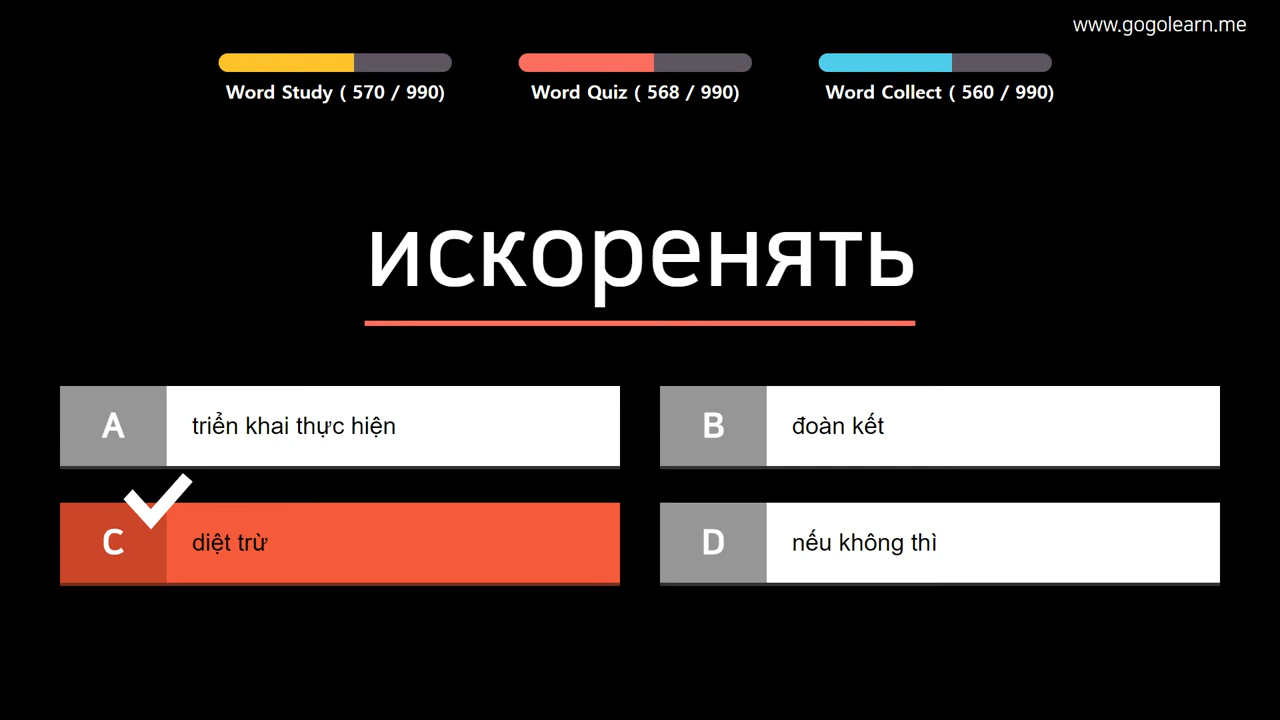 www.gogolearn.me
Word Study ( 570 / 990)
Word Quiz ( 568 / 990)
Word Collect ( 560 / 990)
искоренять
A triển khai thực hiện
B đoàn kết
C diệt trừ
D nếu không thì